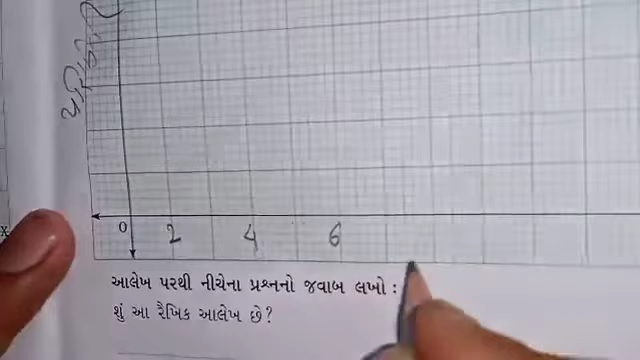 0 2 4 6
આલેખ પરથી નીચેના પ્રશ્નનો જવાબ લખો :
શું આ રૈખિક આલેખ છે?